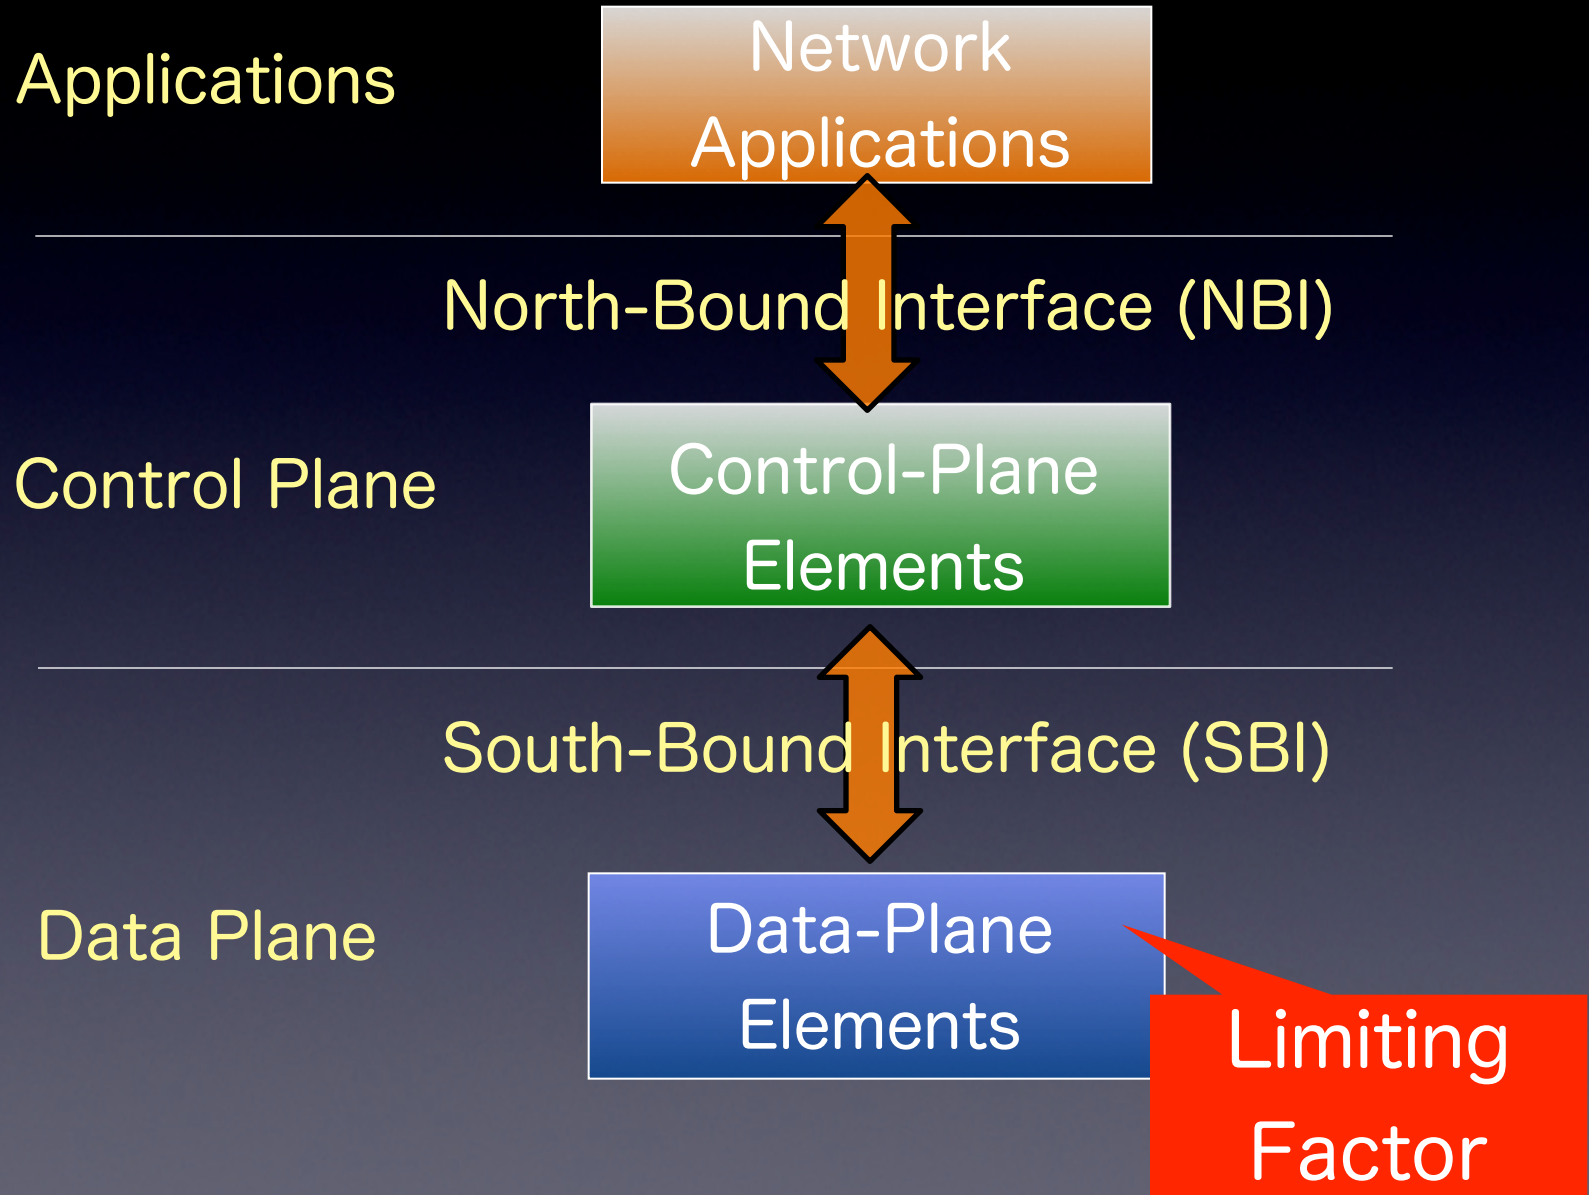 Applications
Network
Applications
North-Bound Interface (NBI)
Control Plane
Control-Plane
Elements
South-Bound Interface (SBI)
Data Plane
Data-Plane
Elements
Limiting
Factor